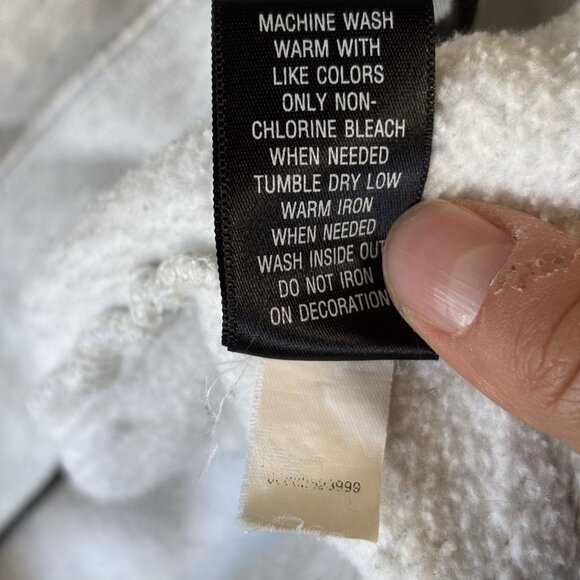 MACHINE WASH
WARM WITH
LIKE COLORS
ONLY NON-
CHLORINE BLEACH
WHEN NEEDED
TUMBLE DRY LOW
WARM IRON
WHEN NEEDED
WASH INSIDE OUT
DO NOT IRON
ON DECORATION